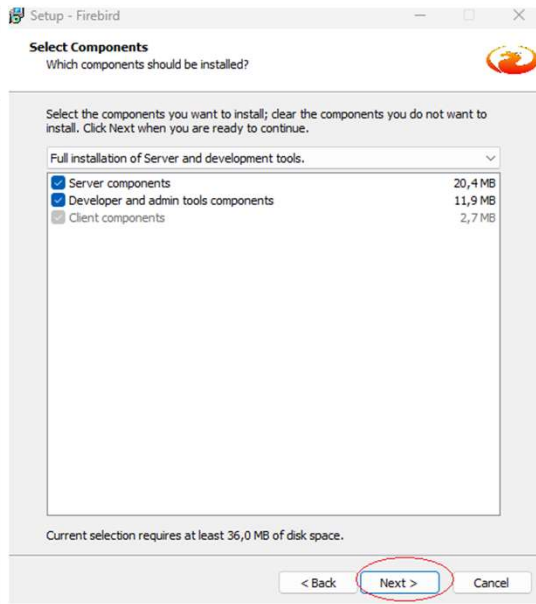 Setup - Firebird
Select Components
Which components should be installed?
Select the components you want to install; clear the components you do not want to
install. Click Next when you are ready to continue.
Full installation of Server and development tools.
Server components 20,4 MB
Developer and admin tools components 11,9 MB
Client components 2,7 MB
Current selection requires at least 36,0 MB of disk space.
< Back Next > Cancel